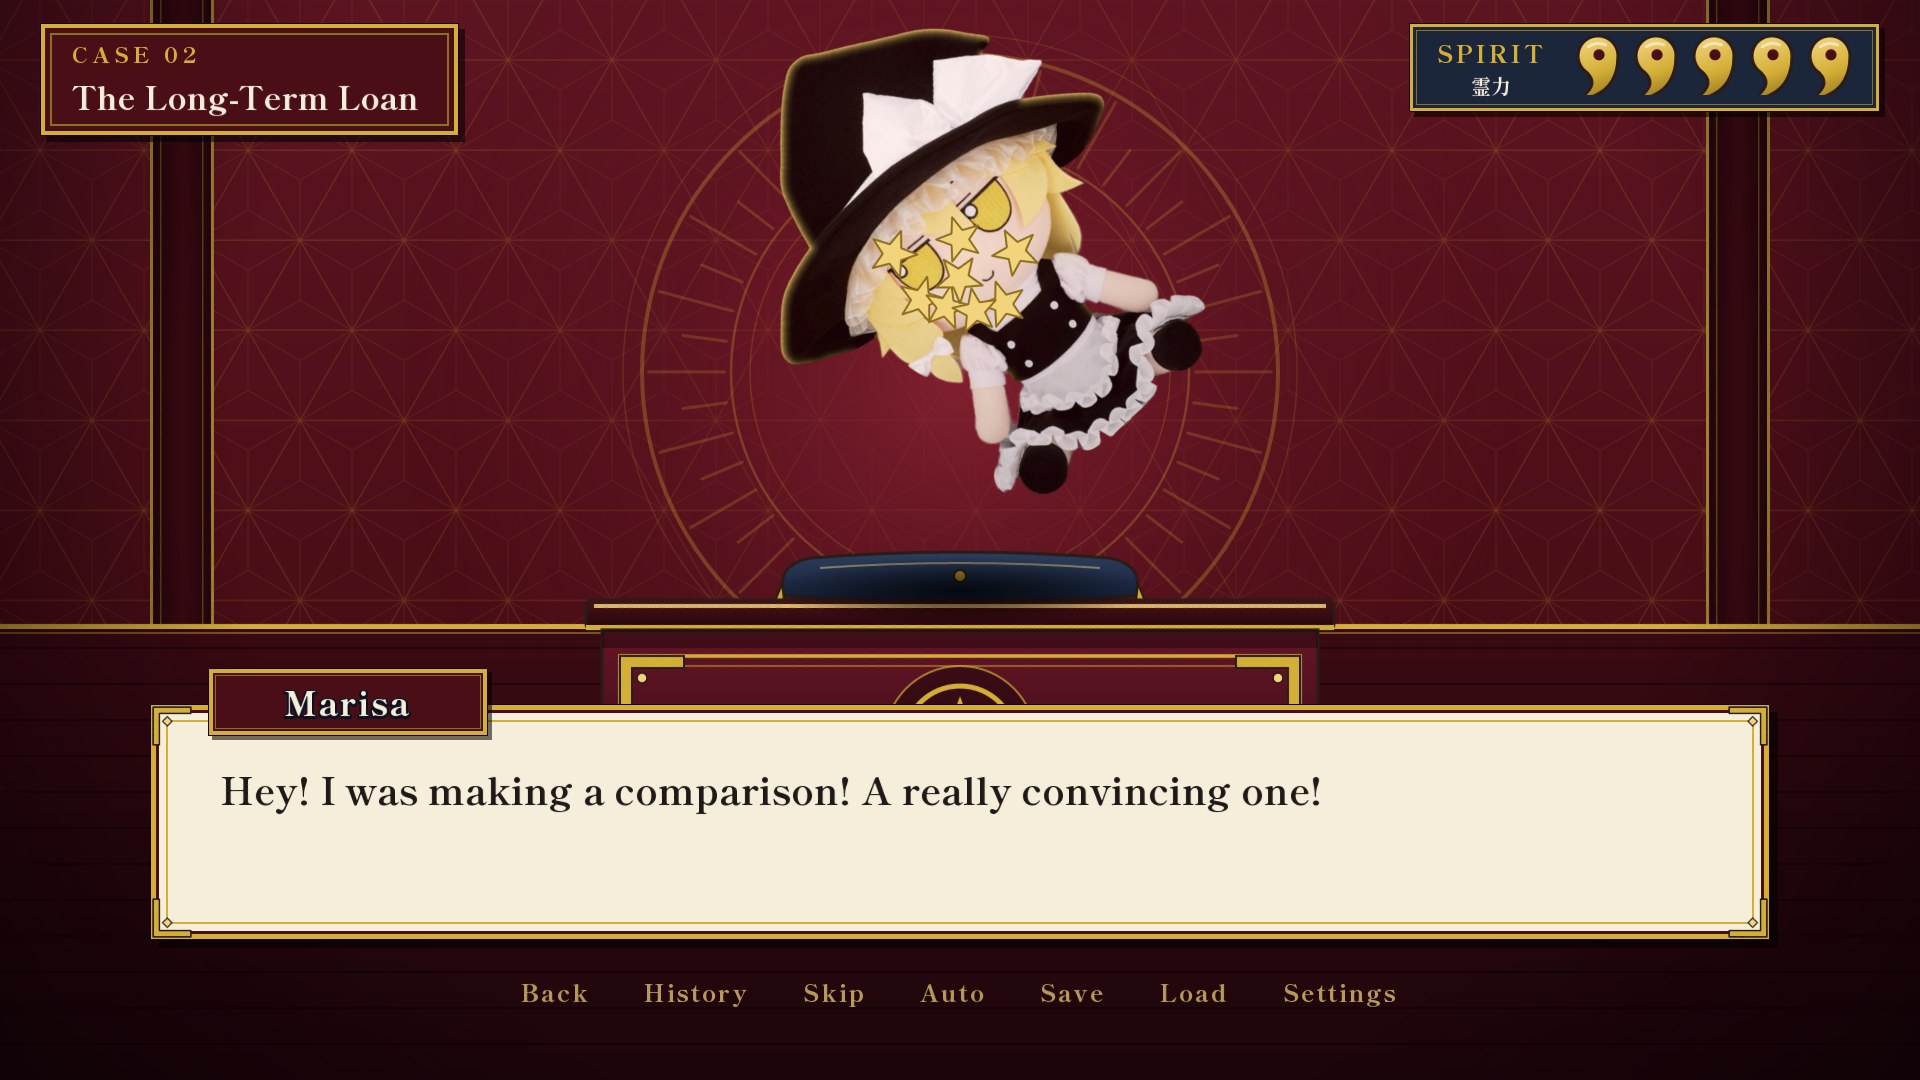 CASE 02
The Long-Term Loan
SPIRIT
霊力
Marisa
Hey! I was making a comparison! A really convincing one!
Back History Skip Auto Save Load Settings